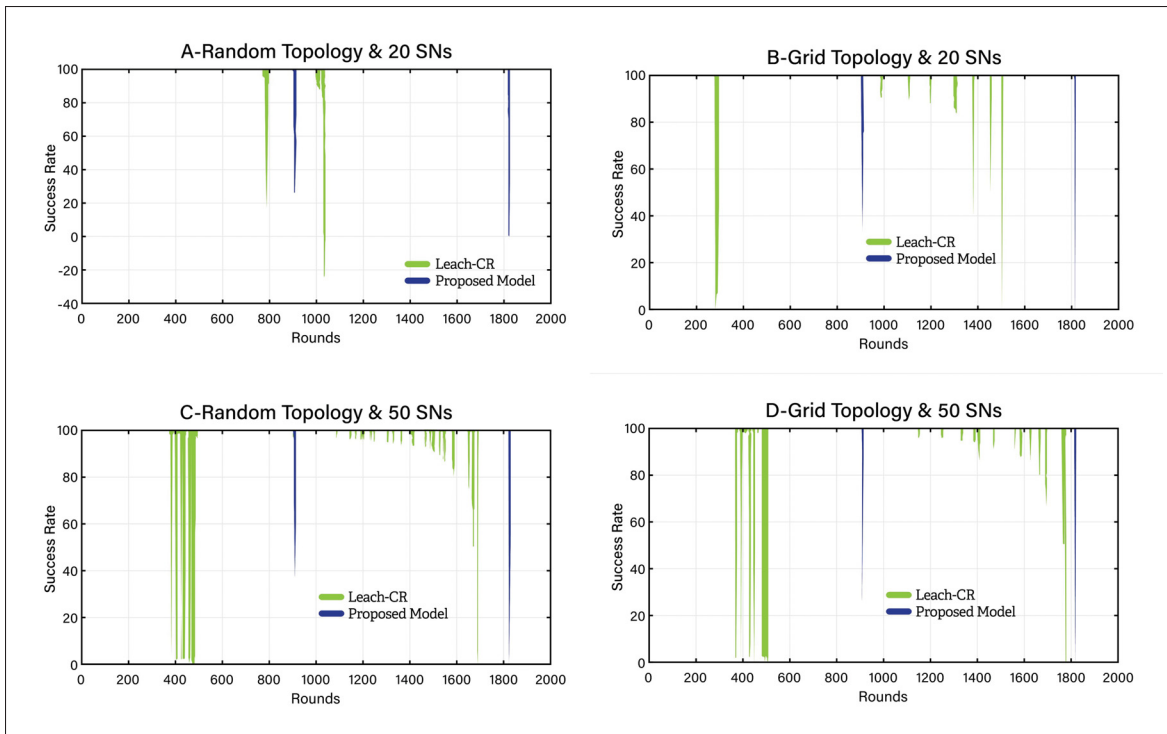 A-Random Topology & 20 SNs
100
80
60
40
20
0
-20
-40
Success Rate
Leach-CR
Proposed Model
0 200 400 600 800 1000 1200 1400 1600 1800 2000
Rounds
B-Grid Topology & 20 SNs
100
80
60
40
20
0
Success Rate
Leach-CR
Proposed Model
0 200 400 600 800 1000 1200 1400 1600 1800 2000
Rounds
C-Random Topology & 50 SNs
100
80
60
40
20
0
Success Rate
Leach-CR
Proposed Model
0 200 400 600 800 1000 1200 1400 1600 1800 2000
Rounds
D-Grid Topology & 50 SNs
100
80
60
40
20
0
Success Rate
Leach-CR
Proposed Model
0 200 400 600 800 1000 1200 1400 1600 1800 2000
Rounds